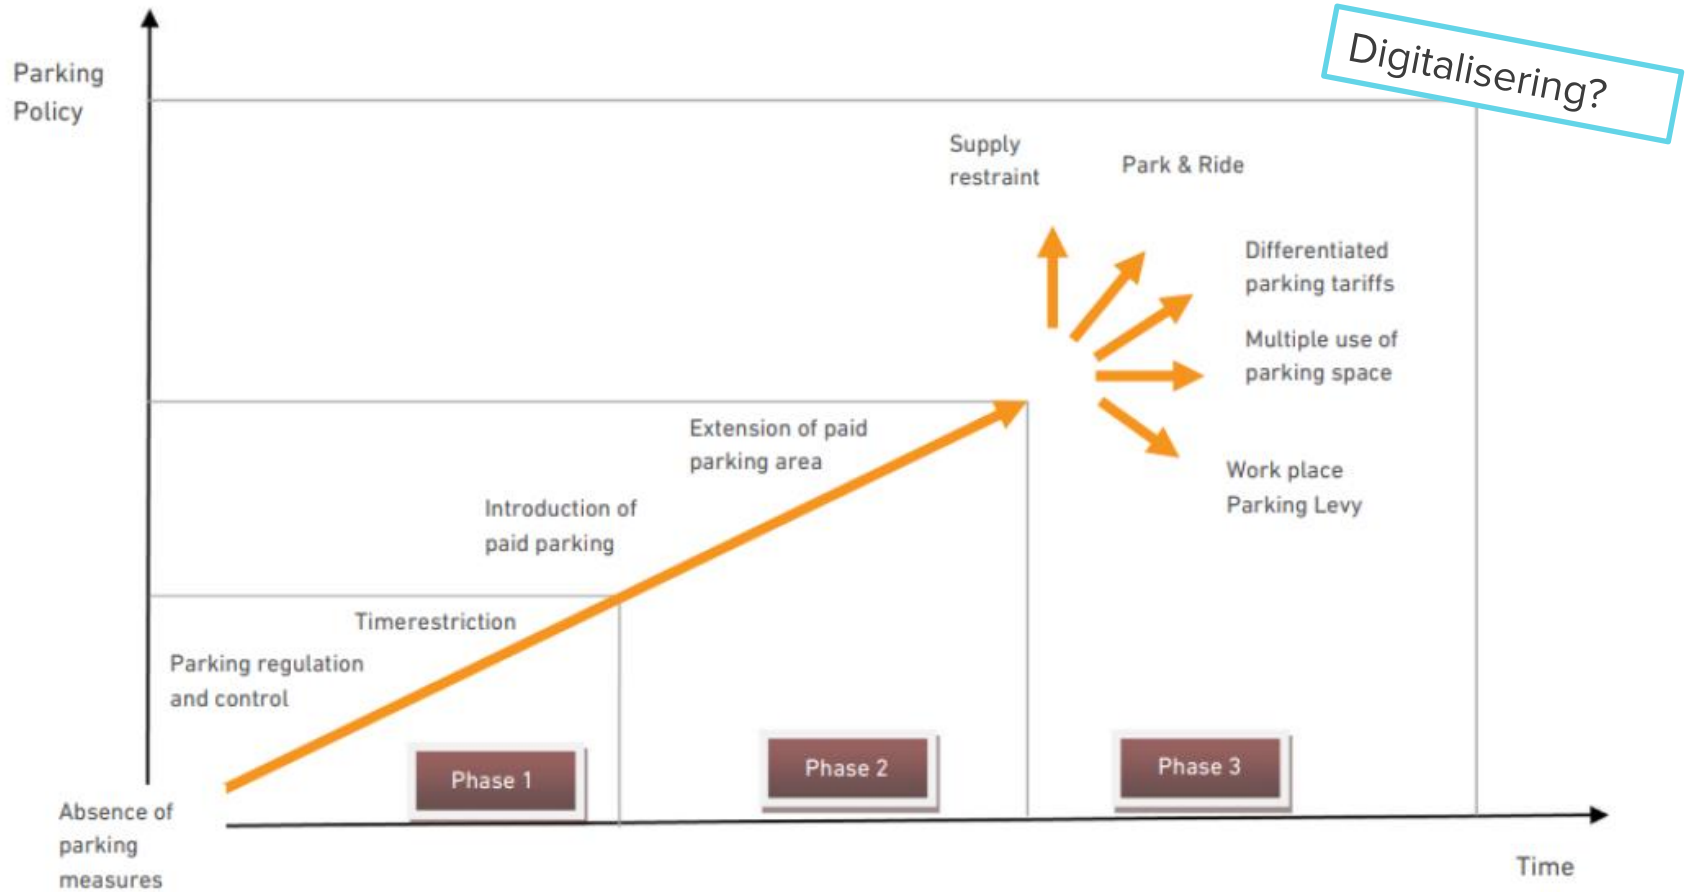 Digitalisering?
Parking
Policy
Supply
restraint
Park & Ride
Differentiated
parking tariffs
Multiple use of
parking space
Extension of paid
parking area
Work place
Parking Levy
Introduction of
paid parking
Timerestriction
Parking regulation
and control
Phase 1
Phase 2
Phase 3
Absence of
parking
measures
Time